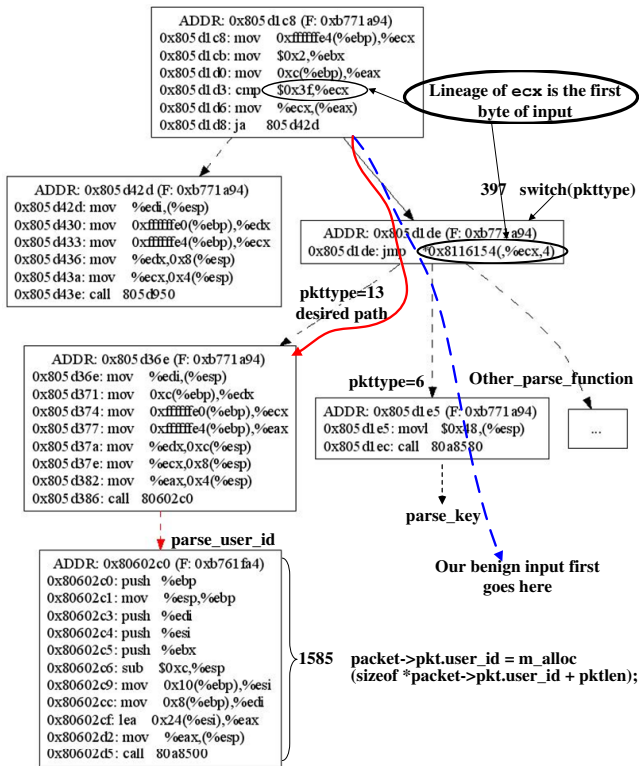 ADDR: 0x805d1c8 (F: 0xb771a94)
0x805d1c8: mov 0xffffffe4(%ebp),%ecx
0x805d1cb: mov $0x2,%ebx
0x805d1d0: mov 0xc(%ebp),%eax
0x805d1d3: cmp $0x3f,%ecx
0x805d1d6: mov %ecx,(%eax)
0x805d1d8: ja 805d42d
Lineage of ecx is the first
byte of input
ADDR: 0x805d42d (F: 0xb771a94)
0x805d42d: mov %edi,(%esp)
0x805d430: mov 0xffffffe0(%ebp),%edx
0x805d433: mov 0xffffffe4(%ebp),%ecx
0x805d436: mov %edx,0x8(%esp)
0x805d43a: mov %ecx,0x4(%esp)
0x805d43e: call 805d950
397 switch(pkttype)
ADDR: 0x805d1de (F: 0xb771a94)
0x805d1de: jmp *0x8116154(,%ecx,4)
pkttype=13
desired path
ADDR: 0x805d36e (F: 0xb771a94)
0x805d36e: mov %edi,(%esp)
0x805d371: mov 0xc(%ebp),%edx
0x805d374: mov 0xffffffe0(%ebp),%ecx
0x805d377: mov 0xffffffe4(%ebp),%eax
0x805d37a: mov %edx,0xc(%esp)
0x805d37e: mov %ecx,0x8(%esp)
0x805d382: mov %eax,0x4(%esp)
0x805d386: call 80602c0
pkttype=6
Other_parse_function
ADDR: 0x805d1e5 (F: 0xb771a94)
0x805d1e5: movl $0x48,(%esp)
0x805d1ec: call 80a8580
...
parse_key
parse_user_id
Our benign input first
goes here
ADDR: 0x80602c0 (F: 0xb761fa4)
0x80602c0: push %ebp
0x80602c1: mov %esp,%ebp
0x80602c3: push %edi
0x80602c4: push %esi
0x80602c5: push %ebx
0x80602c6: sub $0xc,%esp
0x80602c9: mov 0x10(%ebp),%esi
0x80602cc: mov 0x8(%ebp),%edi
0x80602cf: lea 0x24(%esi),%eax
0x80602d2: mov %eax,(%esp)
0x80602d5: call 80a8500
1585 packet->pkt.user_id = m_alloc
(sizeof *packet->pkt.user_id + pktlen);